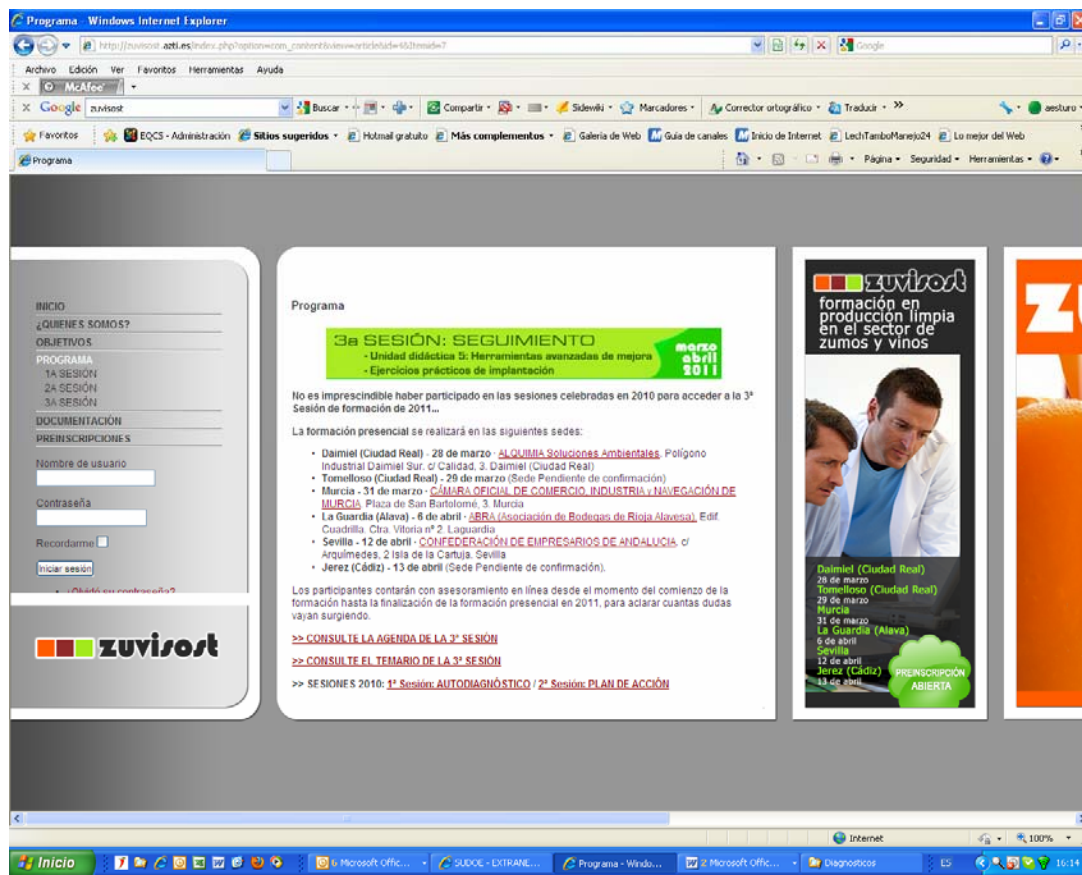 Programa - Windows Internet Explorer
http://zuvisost.azti.es/index.php?option=com_content&view=article&id=4&Itemid=7
Google
Archivo Edición Ver Favoritos Herramientas Ayuda
McAfee
Google zuvisost Buscar Compartir Sidewiki Marcadores Corrector ortográfico Traducir aesturo
Favoritos EQCS - Administración Sitios sugeridos Hotmail gratuito Más complementos Galería de Web Guía de canales Inicio de Internet LechTamboManejo24 Lo mejor del Web
Programa Página Seguridad Herramientas
INICIO
¿QUIENES SOMOS?
OBJETIVOS
PROGRAMA
1A SESIÓN
2A SESIÓN
3A SESIÓN
DOCUMENTACIÓN
PREINSCRIPCIONES
Nombre de usuario
Contraseña
Recordarme
Iniciar sesión
¿Olvidó su contraseña?
zuvisost
Programa
3a SESIÓN: SEGUIMIENTO
- Unidad didáctica 5: Herramientas avanzadas de mejora
- Ejercicios prácticos de implantación
marzo
abril
2011
No es imprescindible haber participado en las sesiones celebradas en 2010 para acceder a la 3ª
Sesión de formación de 2011...
La formación presencial se realizará en las siguientes sedes:
• Daimiel (Ciudad Real) - 28 de marzo - ALQUIMIA Soluciones Ambientales. Polígono
Industrial Daimiel Sur. c/ Calidad, 3. Daimiel (Ciudad Real)
• Tomelloso (Ciudad Real) - 29 de marzo (Sede Pendiente de confirmación)
• Murcia - 31 de marzo - CÁMARA OFICIAL DE COMERCIO, INDUSTRIA y NAVEGACIÓN DE
MURCIA. Plaza de San Bartolomé, 3. Murcia
• La Guardia (Alava) - 6 de abril - ABRA (Asociación de Bodegas de Rioja Alavesa). Edif.
Cuadrilla. Ctra. Vitoria nº 2. Laguardia
• Sevilla - 12 de abril - CONFEDERACIÓN DE EMPRESARIOS DE ANDALUCIA. c/
Arquímedes, 2 Isla de la Cartuja. Sevilla
• Jerez (Cádiz) - 13 de abril (Sede Pendiente de confirmación).
Los participantes contarán con asesoramiento en línea desde el momento del comienzo de la
formación hasta la finalización de la formación presencial en 2011, para aclarar cuantas dudas
vayan surgiendo.
>> CONSULTE LA AGENDA DE LA 3ª SESIÓN
>> CONSULTE EL TEMARIO DE LA 3ª SESIÓN
>> SESIONES 2010: 1ª Sesión: AUTODIAGNÓSTICO / 2ª Sesión: PLAN DE ACCIÓN
zuvisost
formación en
producción limpia
en el sector de
zumos y vinos
Daimiel (Ciudad Real)
28 de marzo
Tomelloso (Ciudad Real)
29 de marzo
Murcia
31 de marzo
La Guardia (Alava)
6 de abril
Sevilla
12 de abril
Jerez (Cádiz)
13 de abril
PREINSCRIPCIÓN
ABIERTA
Internet 100%
Inicio 6 Microsoft Offic... SUDOE - EXTRANE... Programa - Windo... 2 Microsoft Offic... Diagnosticos ES 16:14